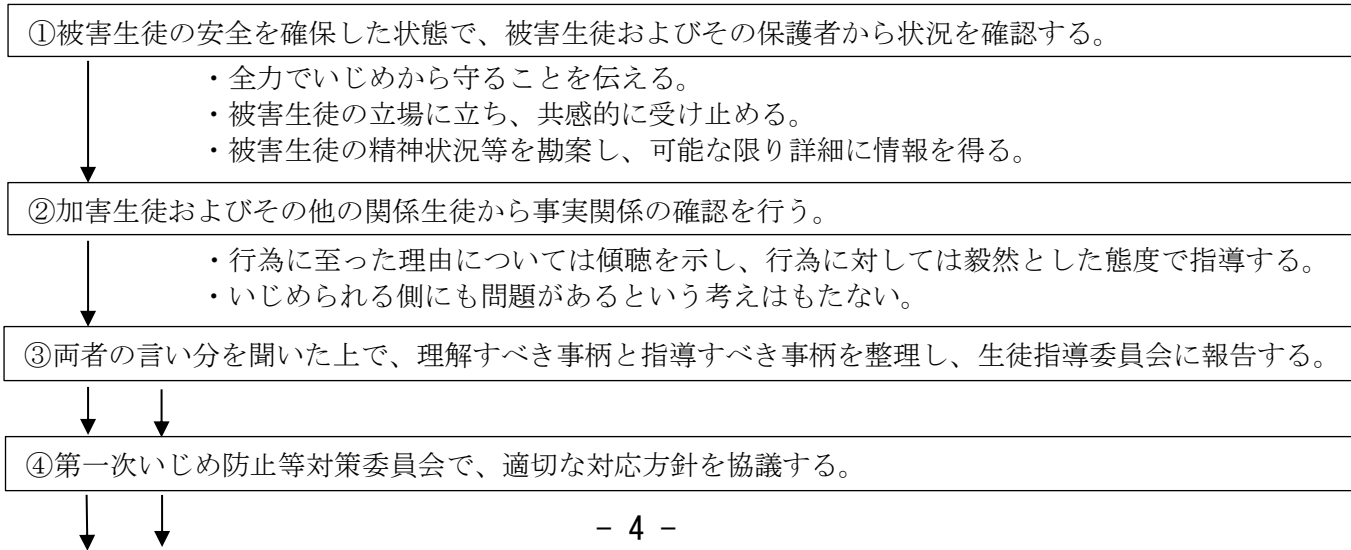 ①被害生徒の安全を確保した状態で、被害生徒およびその保護者から状況を確認する。
・全力でいじめから守ることを伝える。
・被害生徒の立場に立ち、共感的に受け止める。
・被害生徒の精神状況等を勘案し、可能な限り詳細に情報を得る。
②加害生徒およびその他の関係生徒から事実関係の確認を行う。
・行為に至った理由については傾聴を示し、行為に対しては毅然とした態度で指導する。
・いじめられる側にも問題があるという考えはもたない。
③両者の言い分を聞いた上で、理解すべき事柄と指導すべき事柄を整理し、生徒指導委員会に報告する。
④第一次いじめ防止等対策委員会で、適切な対応方針を協議する。
- 4 -